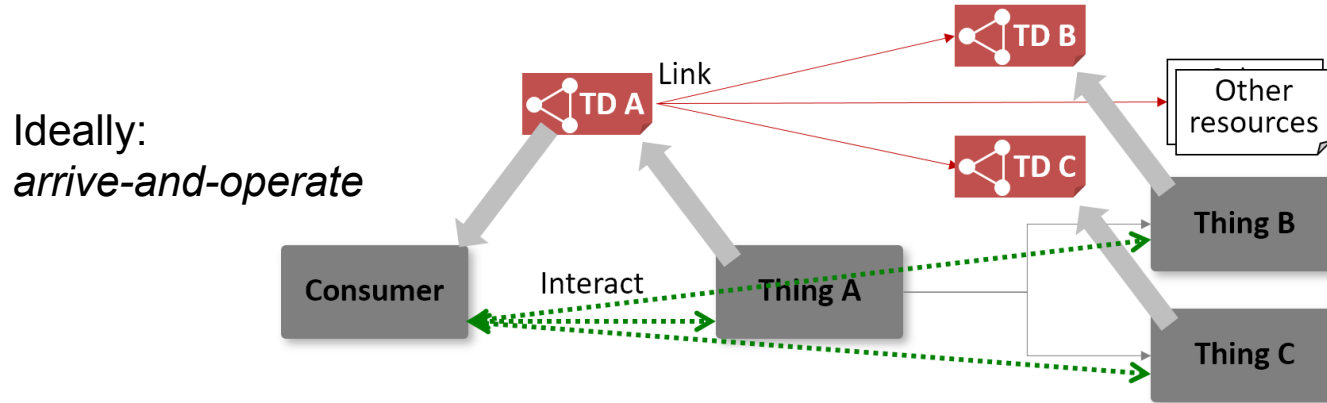 TD B
Link
TD A
Other
resources
Ideally:
arrive-and-operate
TD C
Thing B
Interact
Consumer
Thing A
Thing C